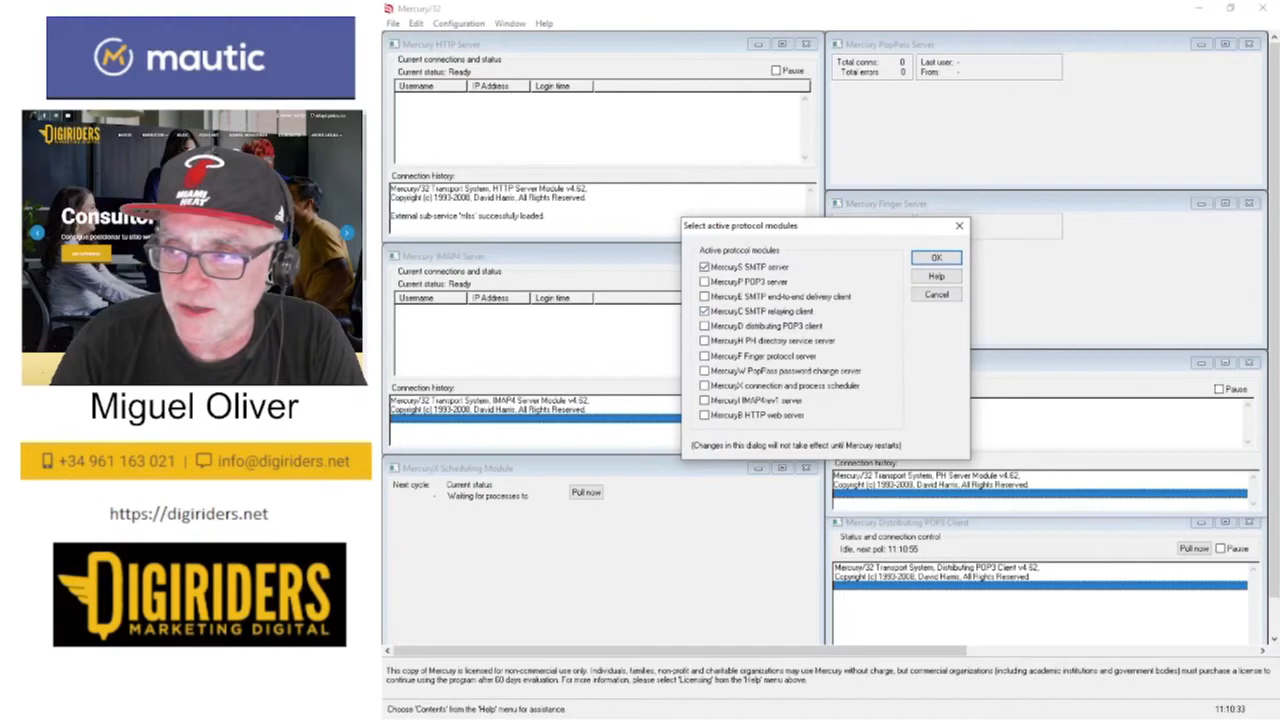 mautic
DIGIRIDERS
Consultor
MIAMI
HEAT
Miguel Oliver
+34 961 163 021 | info@digiriders.net
https://digiriders.net
DIGIRIDERS
MARKETING DIGITAL
Mercury/32
File Edit Configuration Window Help
Mercury HTTP Server
Current connections and status
Current status: Ready
Pause
Username IP Address Login time
Connection history:
Mercury/32 Transport System, HTTP Server Module v4.62,
Copyright (c) 1993-2008, David Harris, All Rights Reserved.
External sub-service 'mlss' successfully loaded.
Mercury IMAP4 Server
Current connections and status
Current status: Ready
Username IP Address Login time
Connection history:
Mercury/32 Transport System, IMAP4 Server Module v4.62,
Copyright (c) 1993-2008, David Harris, All Rights Reserved.
MercuryX Scheduling Module
Next cycle: Current status
- Waiting for processes to
Poll now
Mercury PopPass Server
Total conns: 0 Last user: -
Total errors 0 From: -
Mercury Finger Server
Select active protocol modules
Active protocol modules
MercuryS SMTP server
MercuryP POP3 server
MercuryE SMTP end-to-end delivery client
MercuryC SMTP relaying client
MercuryD distributing POP3 client
MercuryH PH directory service server
MercuryF Finger protocol server
MercuryW PopPass password change server
MercuryX connection and process scheduler
MercuryI IMAP4rev1 server
MercuryB HTTP web server
(Changes in this dialog will not take effect until Mercury restarts)
OK
Help
Cancel
Pause
Connection history:
Mercury/32 Transport System, PH Server Module v4.62,
Copyright (c) 1993-2008, David Harris, All Rights Reserved.
Mercury Distributing POP3 Client
Status and connection control
Idle, next poll: 11:10:55
Poll now Pause
Mercury/32 Transport System, Distributing POP3 Client v4.62,
Copyright (c) 1993-2008, David Harris, All Rights Reserved.
This copy of Mercury is licensed for non-commercial use only. Individuals, families, non-profit and charitable organizations may use Mercury without charge, but commercial organizations (including academic institutions and government bodies) must purchase a license to
continue using the program after 60 days evaluation. For more information, please select 'Licensing' from the 'Help' menu above.
Choose 'Contents' from the 'Help' menu for assistance.
11:10:33